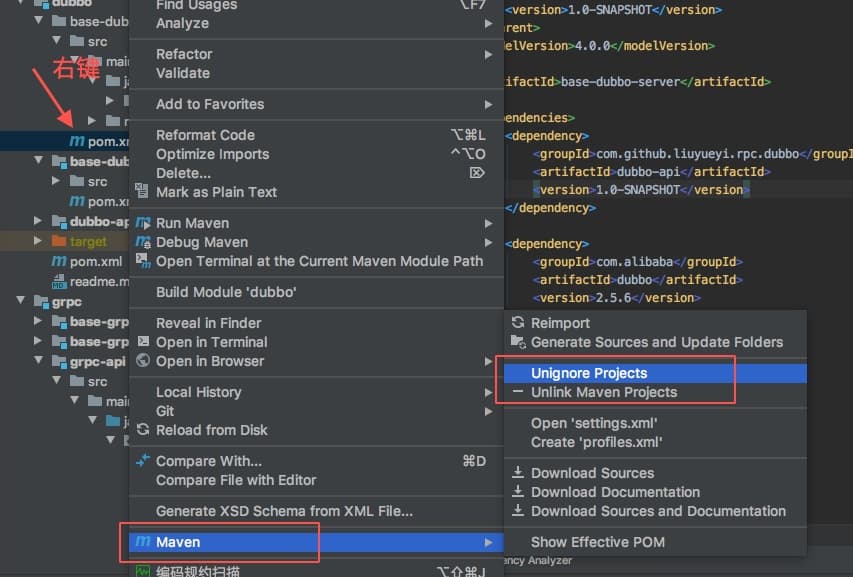 dubbo
base-dub
src
mai
右键
j
r
pom.xn
base-dub
src
pom.xn
dubbo-ap
target
pom.xml
readme.m
grpc
base-grp
base-grp
grpc-api
src
mai
ja
Find Usages ⌥F7
Analyze
Refactor
Validate
Add to Favorites
Reformat Code ⌥⌘L
Optimize Imports ⌃⌥O
Delete... ⌦
Mark as Plain Text
Run Maven
Debug Maven
Open Terminal at the Current Maven Module Path
Build Module 'dubbo'
Reveal in Finder
Open in Terminal
Open in Browser
Local History
Git
Reload from Disk
Compare With... ⌘D
Compare File with Editor
Generate XSD Schema from XML File...
Maven
编码规约扫描 ⌥⇧⌘J
<version>1.0-SNAPSHOT</version>
rent>
elVersion>4.0.0</modelVersion>
ifactId>base-dubbo-server</artifactId>
endencies>
<dependency>
<groupId>com.github.liuyueyi.rpc.dubbo</groupI
<artifactId>dubbo-api</artifactId>
<version>1.0-SNAPSHOT</version>
</dependency>
<dependency>
<groupId>com.alibaba</groupId>
<artifactId>dubbo</artifactId>
<version>2.5.6</version>
Reimport
Generate Sources and Update Folders
Unignore Projects
Unlink Maven Projects
Open 'settings.xml'
Create 'profiles.xml'
Download Sources
Download Documentation
Download Sources and Documentation
Show Effective POM
ency Analyzer